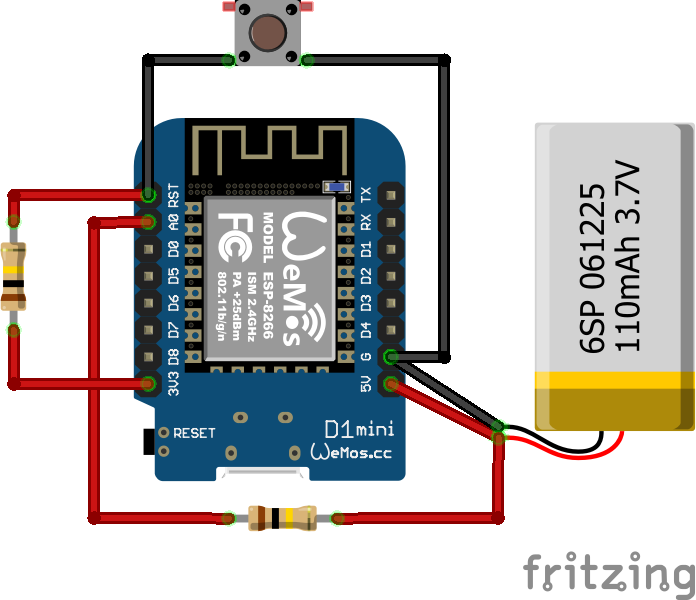 RST
A0
D0
D5
D6
D7
D8
3V3
TX
RX
D1
D2
D3
D4
G
5V
WeMos
MODEL ESP-8266
ISM 2.4GHz
PA +25dBm
802.11b/g/n
FC
RESET
D1mini
WeMos.cc
6SP 061225
110mAh 3.7V
fritzing